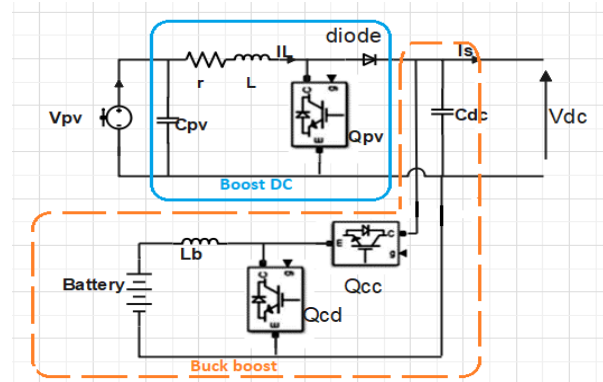 diode
IL
Is
r
L
C
g
E
Vpv
Cpv
Qpv
Cdc
Vdc
Boost DC
Lb
E
C
g
Qcc
C
g
E
Battery
Qcd
Buck boost